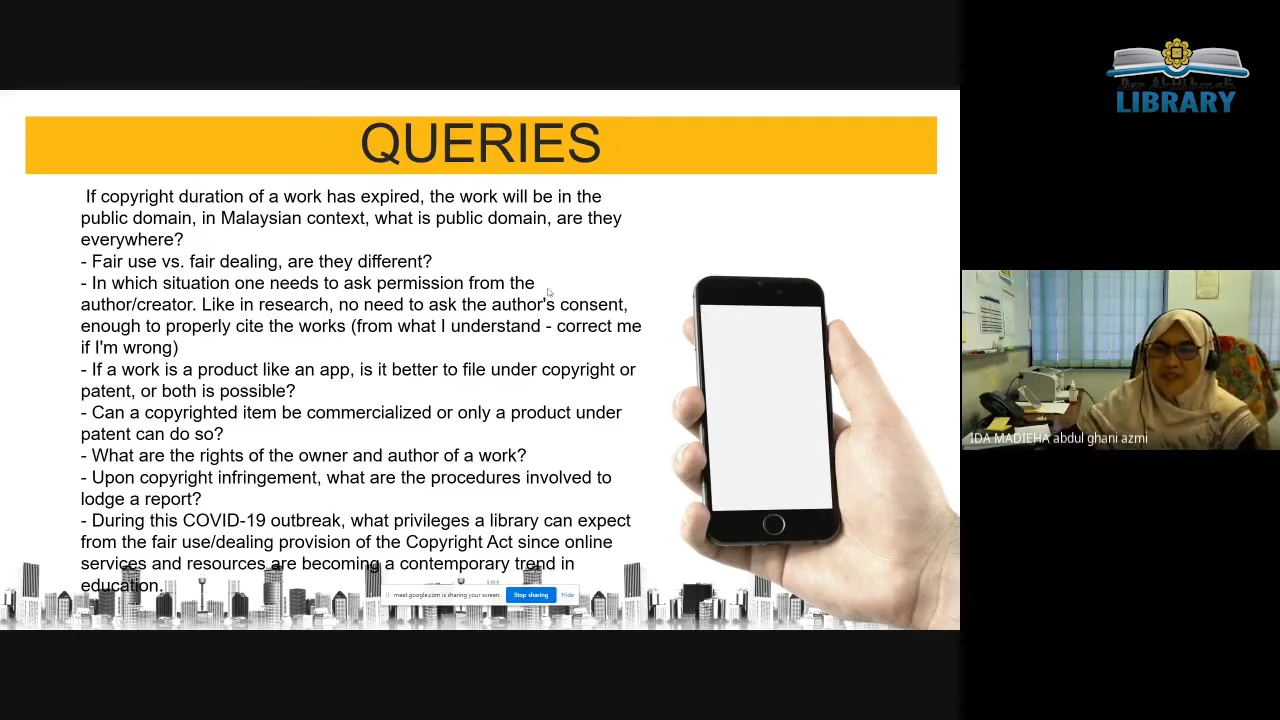 QUERIES
If copyright duration of a work has expired, the work will be in the
public domain, in Malaysian context, what is public domain, are they
everywhere?
- Fair use vs. fair dealing, are they different?
- In which situation one needs to ask permission from the
author/creator. Like in research, no need to ask the author's consent,
enough to properly cite the works (from what I understand - correct me
if I'm wrong)
- If a work is a product like an app, is it better to file under copyright or
patent, or both is possible?
- Can a copyrighted item be commercialized or only a product under
patent can do so?
- What are the rights of the owner and author of a work?
- Upon copyright infringement, what are the procedures involved to
lodge a report?
- During this COVID-19 outbreak, what privileges a library can expect
from the fair use/dealing provision of the Copyright Act since online
services and resources are becoming a contemporary trend in
education.
meet.google.com is sharing your screen.
Stop sharing
Hide
LIBRARY
IDA MADIEHA abdul ghani azmi